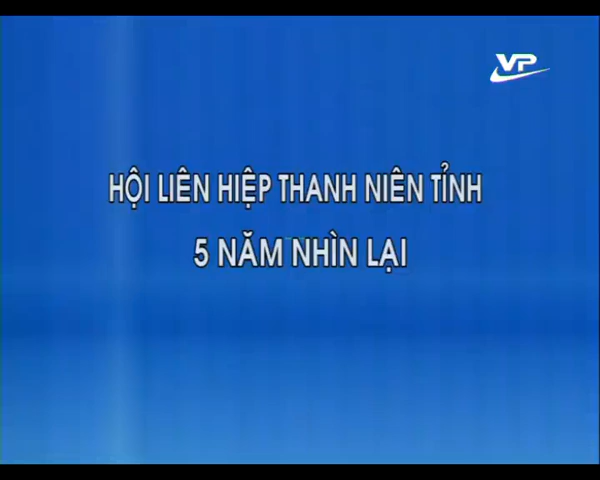 VP
HỘI LIÊN HIỆP THANH NIÊN TỈNH
5 NĂM NHÌN LẠI